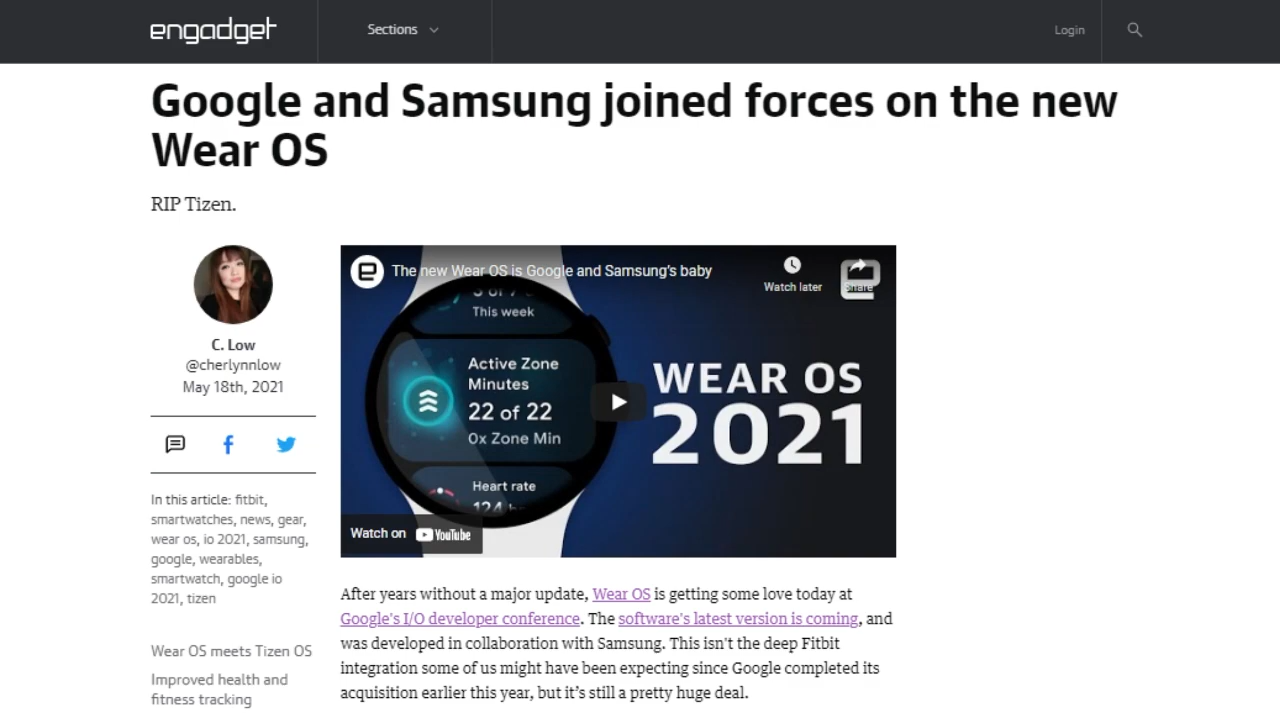 engadget
Sections
Login
Google and Samsung joined forces on the new
Wear OS
RIP Tizen.
C. Low
@cherlynnlow
May 18th, 2021
In this article: fitbit,
smartwatches, news, gear,
wear os, io 2021, samsung,
google, wearables,
smartwatch, google io
2021, tizen
Wear OS meets Tizen OS
Improved health and
fitness tracking
The new Wear OS is Google and Samsung's baby
Watch later
Share
This week
Active Zone
Minutes
22 of 22
0x Zone Min
Heart rate
124
WEAR OS
2021
Watch on YouTube
After years without a major update, Wear OS is getting some love today at
Google's I/O developer conference. The software's latest version is coming, and
was developed in collaboration with Samsung. This isn't the deep Fitbit
integration some of us might have been expecting since Google completed its
acquisition earlier this year, but it's still a pretty huge deal.